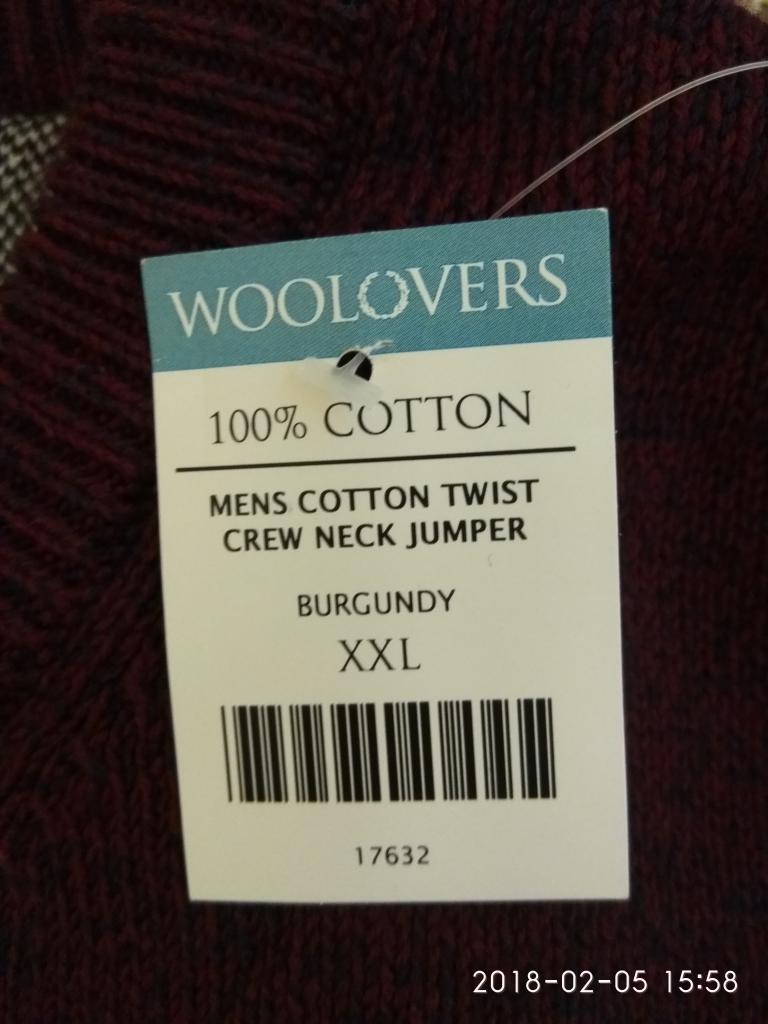 WOOLOVERS
100% COTTON
MENS COTTON TWIST
CREW NECK JUMPER
BURGUNDY
XXL
17632
2018-02-05 15:58